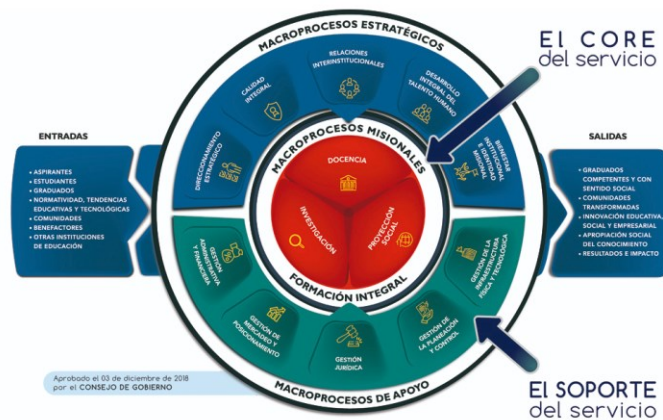 MACROPROCESOS ESTRATÉGICOS
El CORE
del servicio
RELACIONES
INTERINSTITUCIONALES
CALIDAD
INTEGRAL
DESARROLLO
INTEGRAL DEL
TALENTO HUMANO
DIRECCIONAMIENTO
ESTRATÉGICO
BIENESTAR
INSTITUCIONAL
E IDENTIDAD
MISIONAL
ENTRADAS
• ASPIRANTES
• ESTUDIANTES
• GRADUADOS
• NORMATIVIDAD, TENDENCIAS
EDUCATIVAS Y TECNOLÓGICAS
• COMUNIDADES
• BENEFACTORES
• OTRAS INSTITUCIONES
DE EDUCACIÓN
MACROPROCESOS MISIONALES
DOCENCIA
INVESTIGACIÓN
PROYECCIÓN
SOCIAL
FORMACIÓN INTEGRAL
SALIDAS
• GRADUADOS
COMPETENTES Y CON
SENTIDO SOCIAL
• COMUNIDADES
TRANSFORMADAS
• INNOVACIÓN EDUCATIVA,
SOCIAL Y EMPRESARIAL
• APROPIACIÓN SOCIAL
DEL CONOCIMIENTO
• RESULTADOS E IMPACTO
GESTIÓN
ADMINISTRATIVA
Y FINANCIERA
GESTIÓN DE
MERCADEO Y
POSICIONAMIENTO
GESTIÓN
JURÍDICA
GESTIÓN DE
LA PLANEACIÓN
Y CONTROL
GESTIÓN DE LA
INFRAESTRUCTURA
FÍSICA Y TECNOLÓGICA
MACROPROCESOS DE APOYO
Aprobado el 03 de diciembre de 2018
por el CONSEJO DE GOBIERNO
El SOPORTE
del servicio